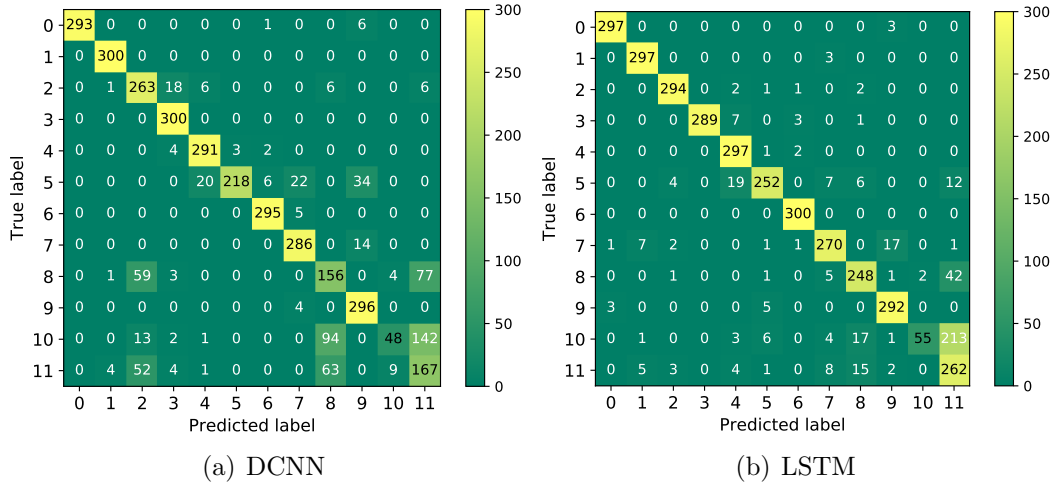 0 293 0 0 0 0 0 1 0 0 6 0 0
1 0 300 0 0 0 0 0 0 0 0 0 0
2 0 1 263 18 6 0 0 0 6 0 0 6
3 0 0 0 300 0 0 0 0 0 0 0 0
4 0 0 0 4 291 3 2 0 0 0 0 0
5 0 0 0 0 20 218 6 22 0 34 0 0
6 0 0 0 0 0 0 295 5 0 0 0 0
7 0 0 0 0 0 0 0 286 0 14 0 0
8 0 1 59 3 0 0 0 0 156 0 4 77
9 0 0 0 0 0 0 0 4 0 296 0 0
10 0 0 13 2 1 0 0 0 94 0 48 142
11 0 4 52 4 1 0 0 0 63 0 9 167
0 1 2 3 4 5 6 7 8 9 10 11
True label
Predicted label
300
250
200
150
100
50
0
(a) DCNN
0 297 0 0 0 0 0 0 0 0 3 0 0
1 0 297 0 0 0 0 0 3 0 0 0 0
2 0 0 294 0 2 1 1 0 2 0 0 0
3 0 0 0 289 7 0 3 0 1 0 0 0
4 0 0 0 0 297 1 2 0 0 0 0 0
5 0 0 4 0 19 252 0 7 6 0 0 12
6 0 0 0 0 0 0 300 0 0 0 0 0
7 1 7 2 0 0 1 1 270 0 17 0 1
8 0 0 1 0 0 1 0 5 248 1 2 42
9 3 0 0 0 0 5 0 0 0 292 0 0
10 0 1 0 0 3 6 0 4 17 1 55 213
11 0 5 3 0 4 1 0 8 15 2 0 262
0 1 2 3 4 5 6 7 8 9 10 11
True label
Predicted label
300
250
200
150
100
50
0
(b) LSTM